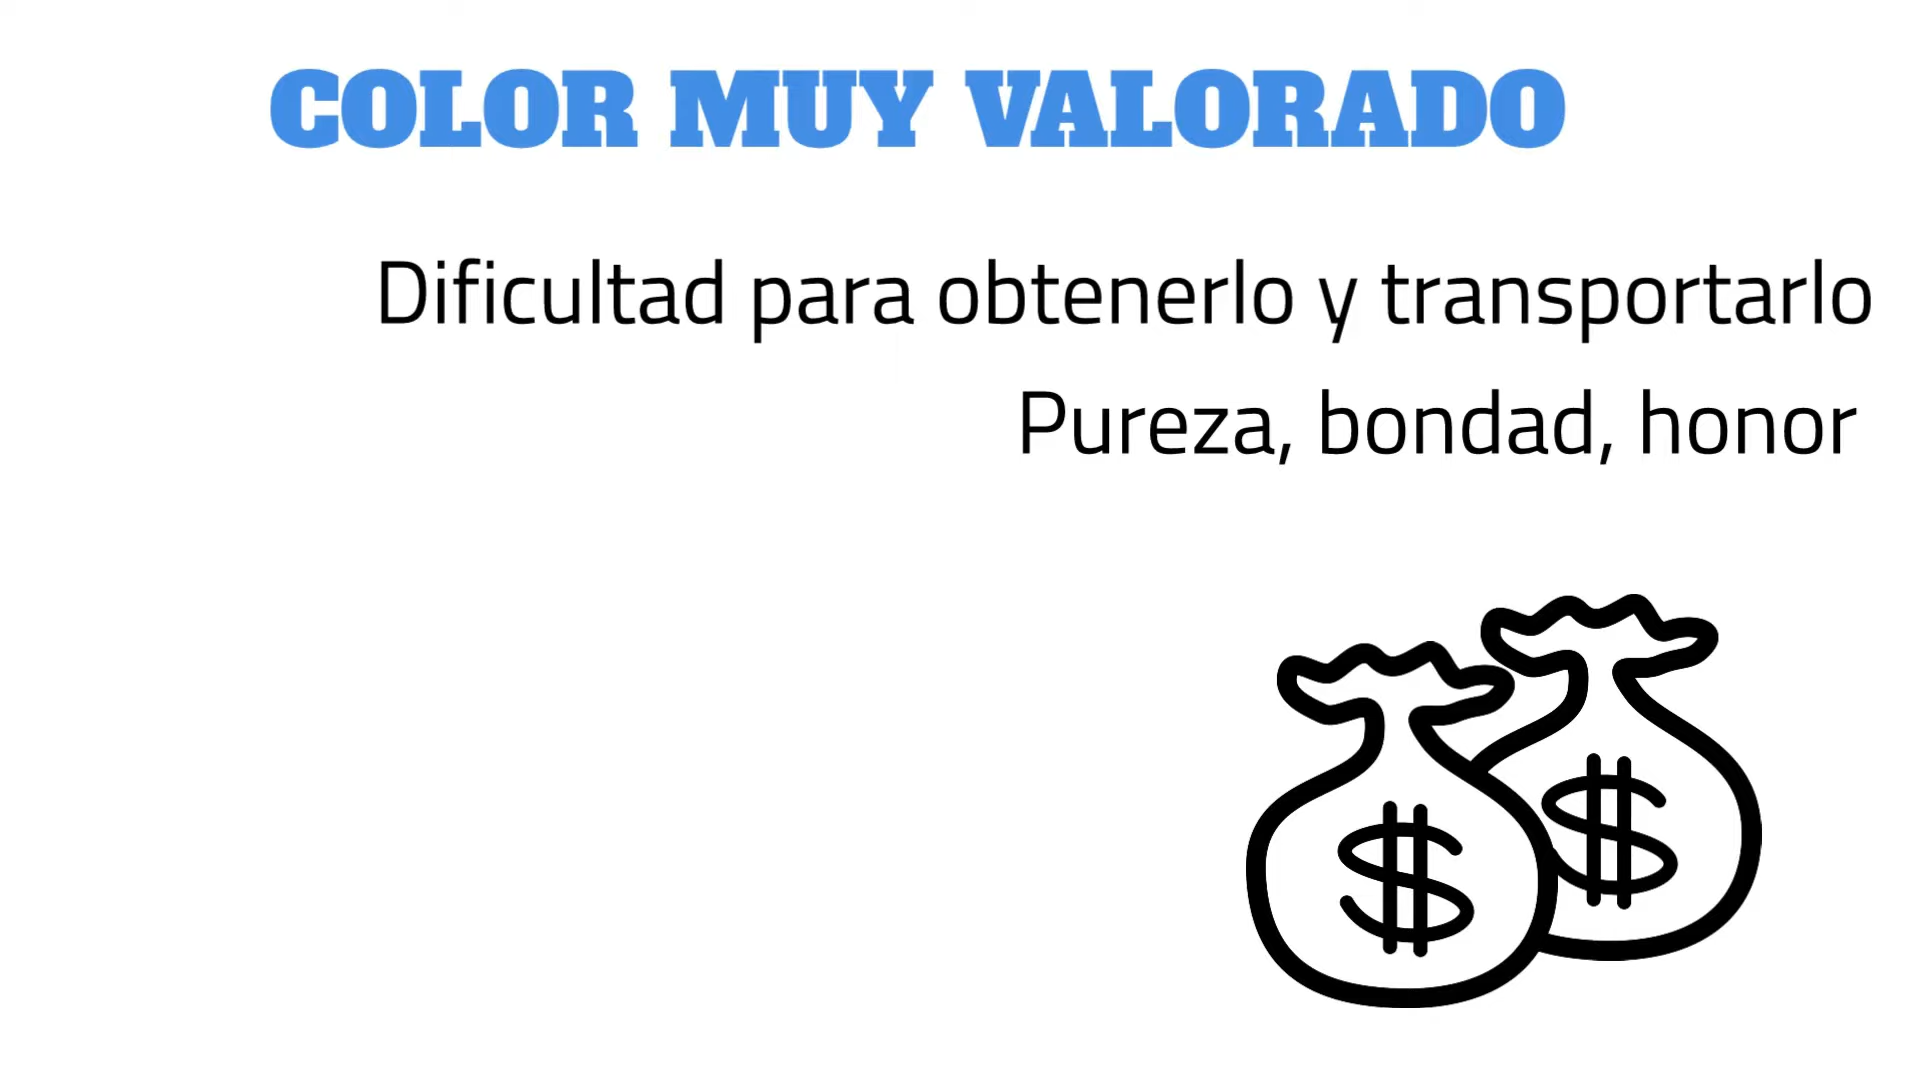 COLOR MUY VALORADO
Dificultad para obtenerlo y transportarlo
Pureza, bondad, honor
$ $